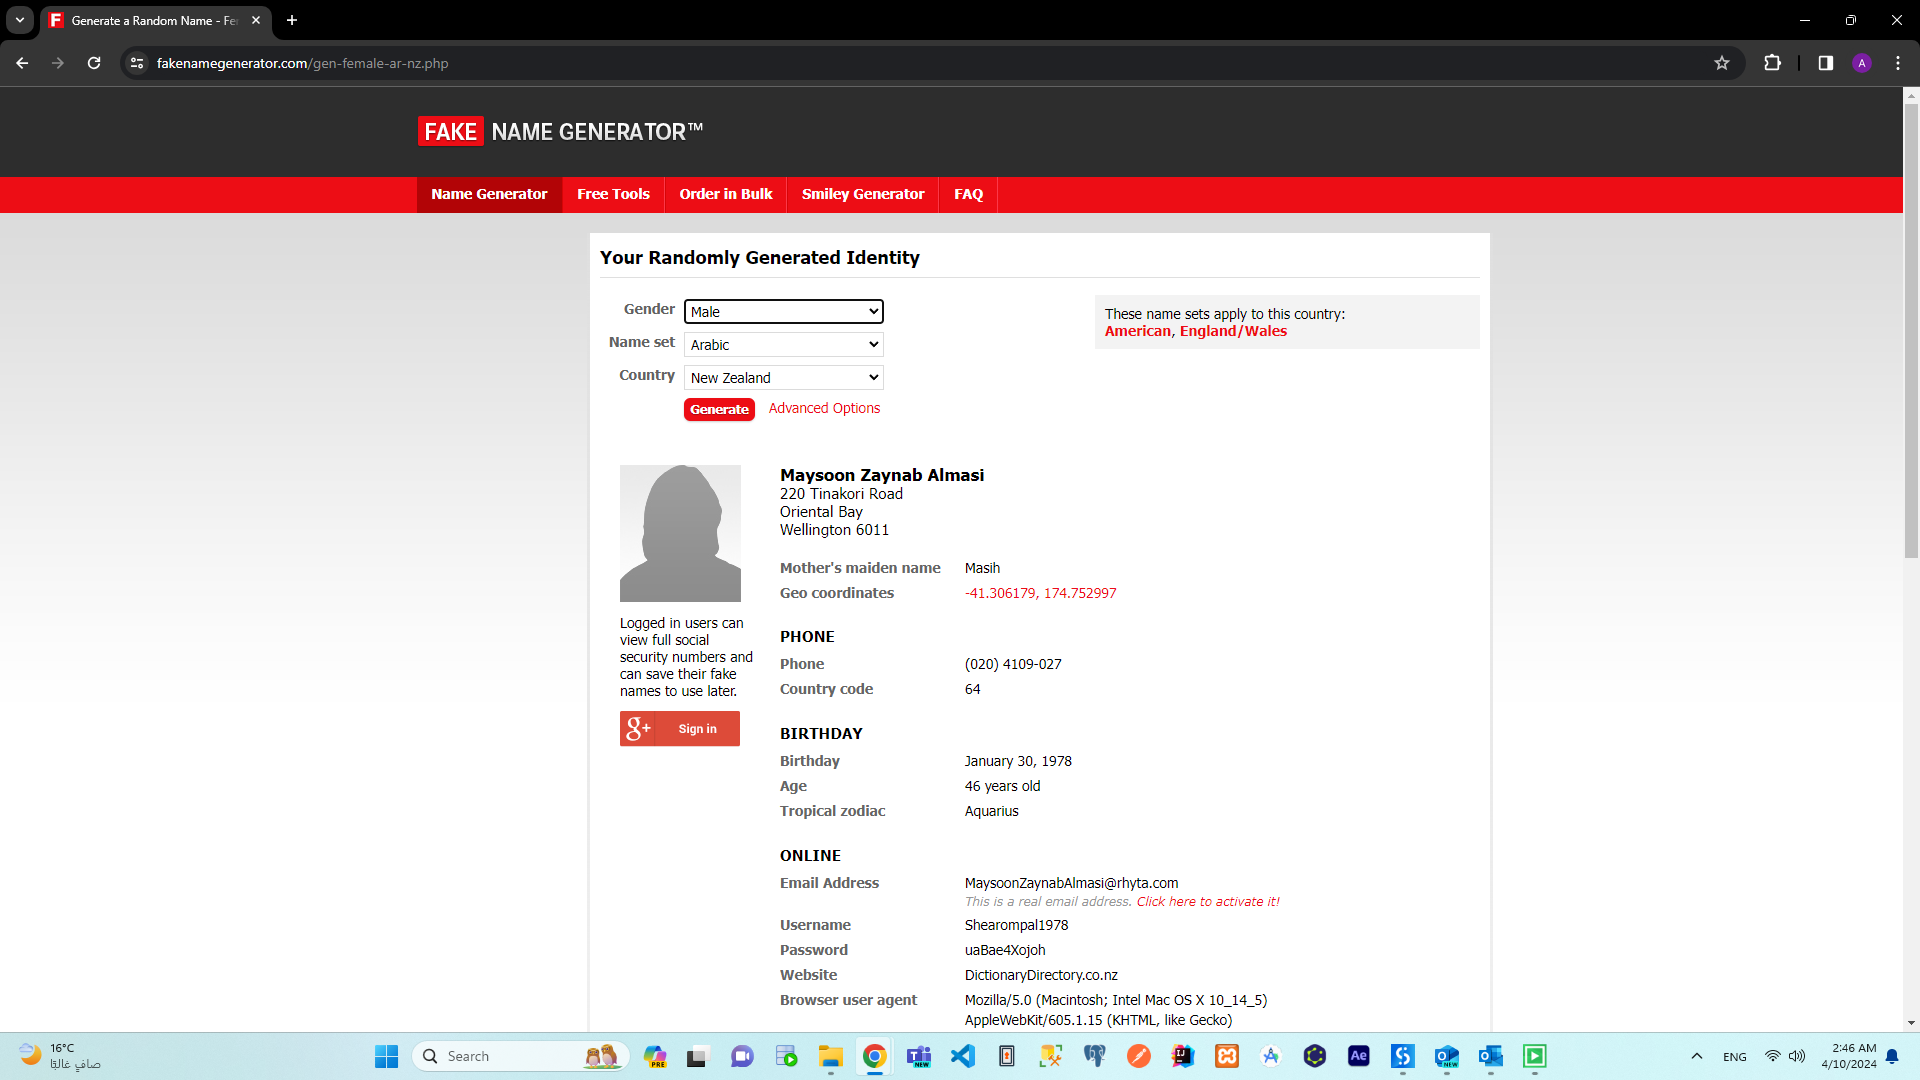 Generate a Random Name - Fe
fakenamegenerator.com/gen-female-ar-nz.php
A
FAKE NAME GENERATOR™
Name Generator
Free Tools
Order in Bulk
Smiley Generator
FAQ
Your Randomly Generated Identity
Gender
Male
Name set
Arabic
Country
New Zealand
Generate
Advanced Options
These name sets apply to this country:
American, England/Wales
Logged in users can
view full social
security numbers and
can save their fake
names to use later.
g+ Sign in
Maysoon Zaynab Almasi
220 Tinakori Road
Oriental Bay
Wellington 6011
Mother's maiden name Masih
Geo coordinates -41.306179, 174.752997
PHONE
Phone (020) 4109-027
Country code 64
BIRTHDAY
Birthday January 30, 1978
Age 46 years old
Tropical zodiac Aquarius
ONLINE
Email Address MaysoonZaynabAlmasi@rhyta.com
This is a real email address. Click here to activate it!
Username Shearompal1978
Password uaBae4Xojoh
Website DictionaryDirectory.co.nz
Browser user agent Mozilla/5.0 (Macintosh; Intel Mac OS X 10_14_5)
AppleWebKit/605.1.15 (KHTML, like Gecko)
16°C
صافي غالبًا
Search
PRE
NEW
Ae
NEW
ENG
2:46 AM
4/10/2024